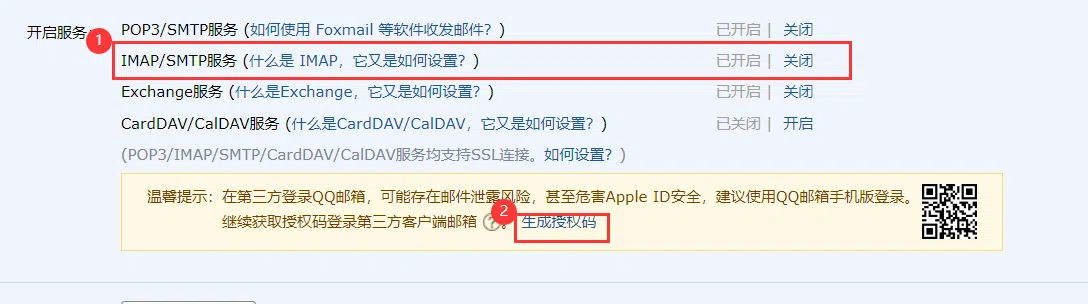 开启服务：
POP3/SMTP服务 (如何使用 Foxmail 等软件收发邮件？) 已开启 | 关闭
1
IMAP/SMTP服务 (什么是 IMAP，它又是如何设置？) 已开启 | 关闭
Exchange服务 (什么是Exchange，它又是如何设置？) 已开启 | 关闭
CardDAV/CalDAV服务 (什么是CardDAV/CalDAV，它又是如何设置？) 已关闭 | 开启
(POP3/IMAP/SMTP/CardDAV/CalDAV服务均支持SSL连接。如何设置？)
温馨提示：在第三方登录QQ邮箱，可能存在邮件泄露风险，甚至危害Apple ID安全，建议使用QQ邮箱手机版登录。
2
继续获取授权码登录第三方客户端邮箱 ?。 生成授权码